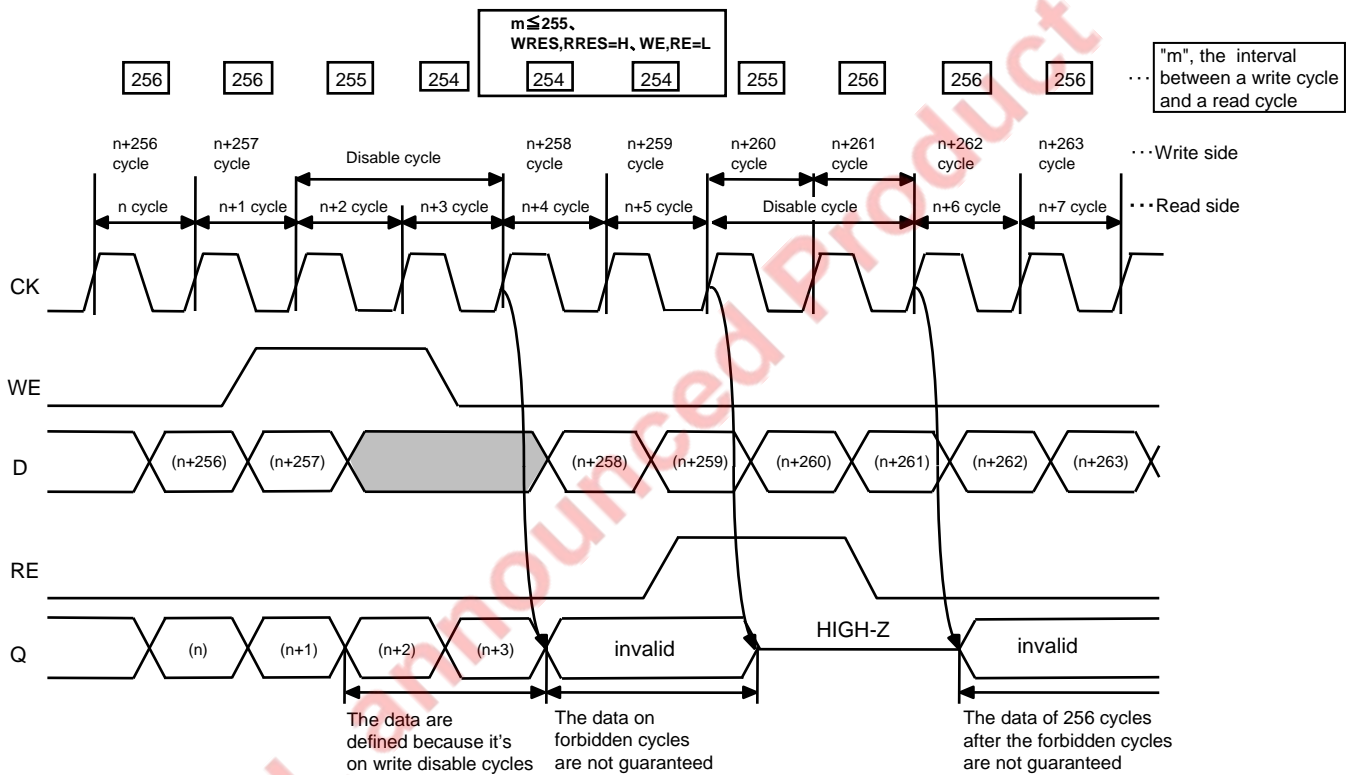 m≦255、
WRES,RRES=H、WE,RE=L
256 256 255 254 254 254 255 256 256 256
··· "m", the interval
between a write cycle
and a read cycle
n+256
cycle
n+257
cycle
Disable cycle
n+258
cycle
n+259
cycle
n+260
cycle
n+261
cycle
n+262
cycle
n+263
cycle
···Write side
n cycle n+1 cycle n+2 cycle n+3 cycle n+4 cycle n+5 cycle Disable cycle n+6 cycle n+7 cycle
···Read side
CK
WE
D
(n+256) (n+257) (n+258) (n+259) (n+260) (n+261) (n+262) (n+263)
RE
Q
(n) (n+1) (n+2) (n+3) invalid HIGH-Z invalid
The data are
defined because it's
on write disable cycles
The data on
forbidden cycles
are not guaranteed
The data of 256 cycles
after the forbidden cycles
are not guaranteed
announced Product